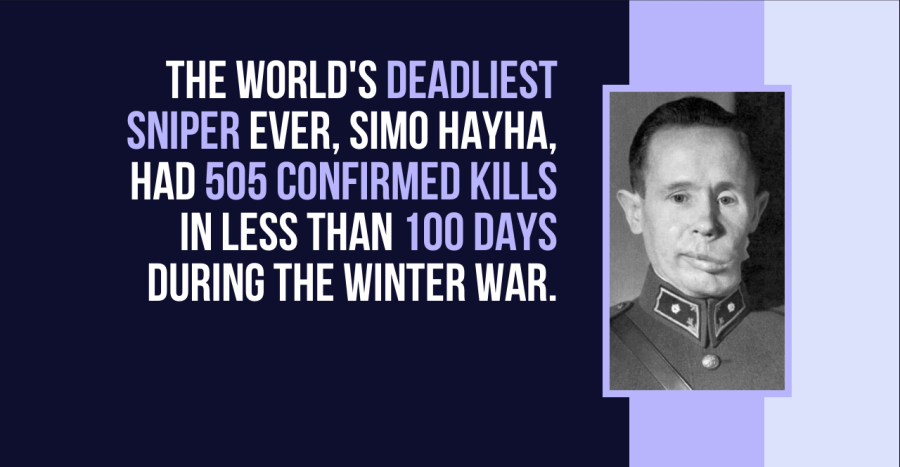 THE WORLD'S DEADLIEST
SNIPER EVER, SIMO HAYHA,
HAD 505 CONFIRMED KILLS
IN LESS THAN 100 DAYS
DURING THE WINTER WAR.